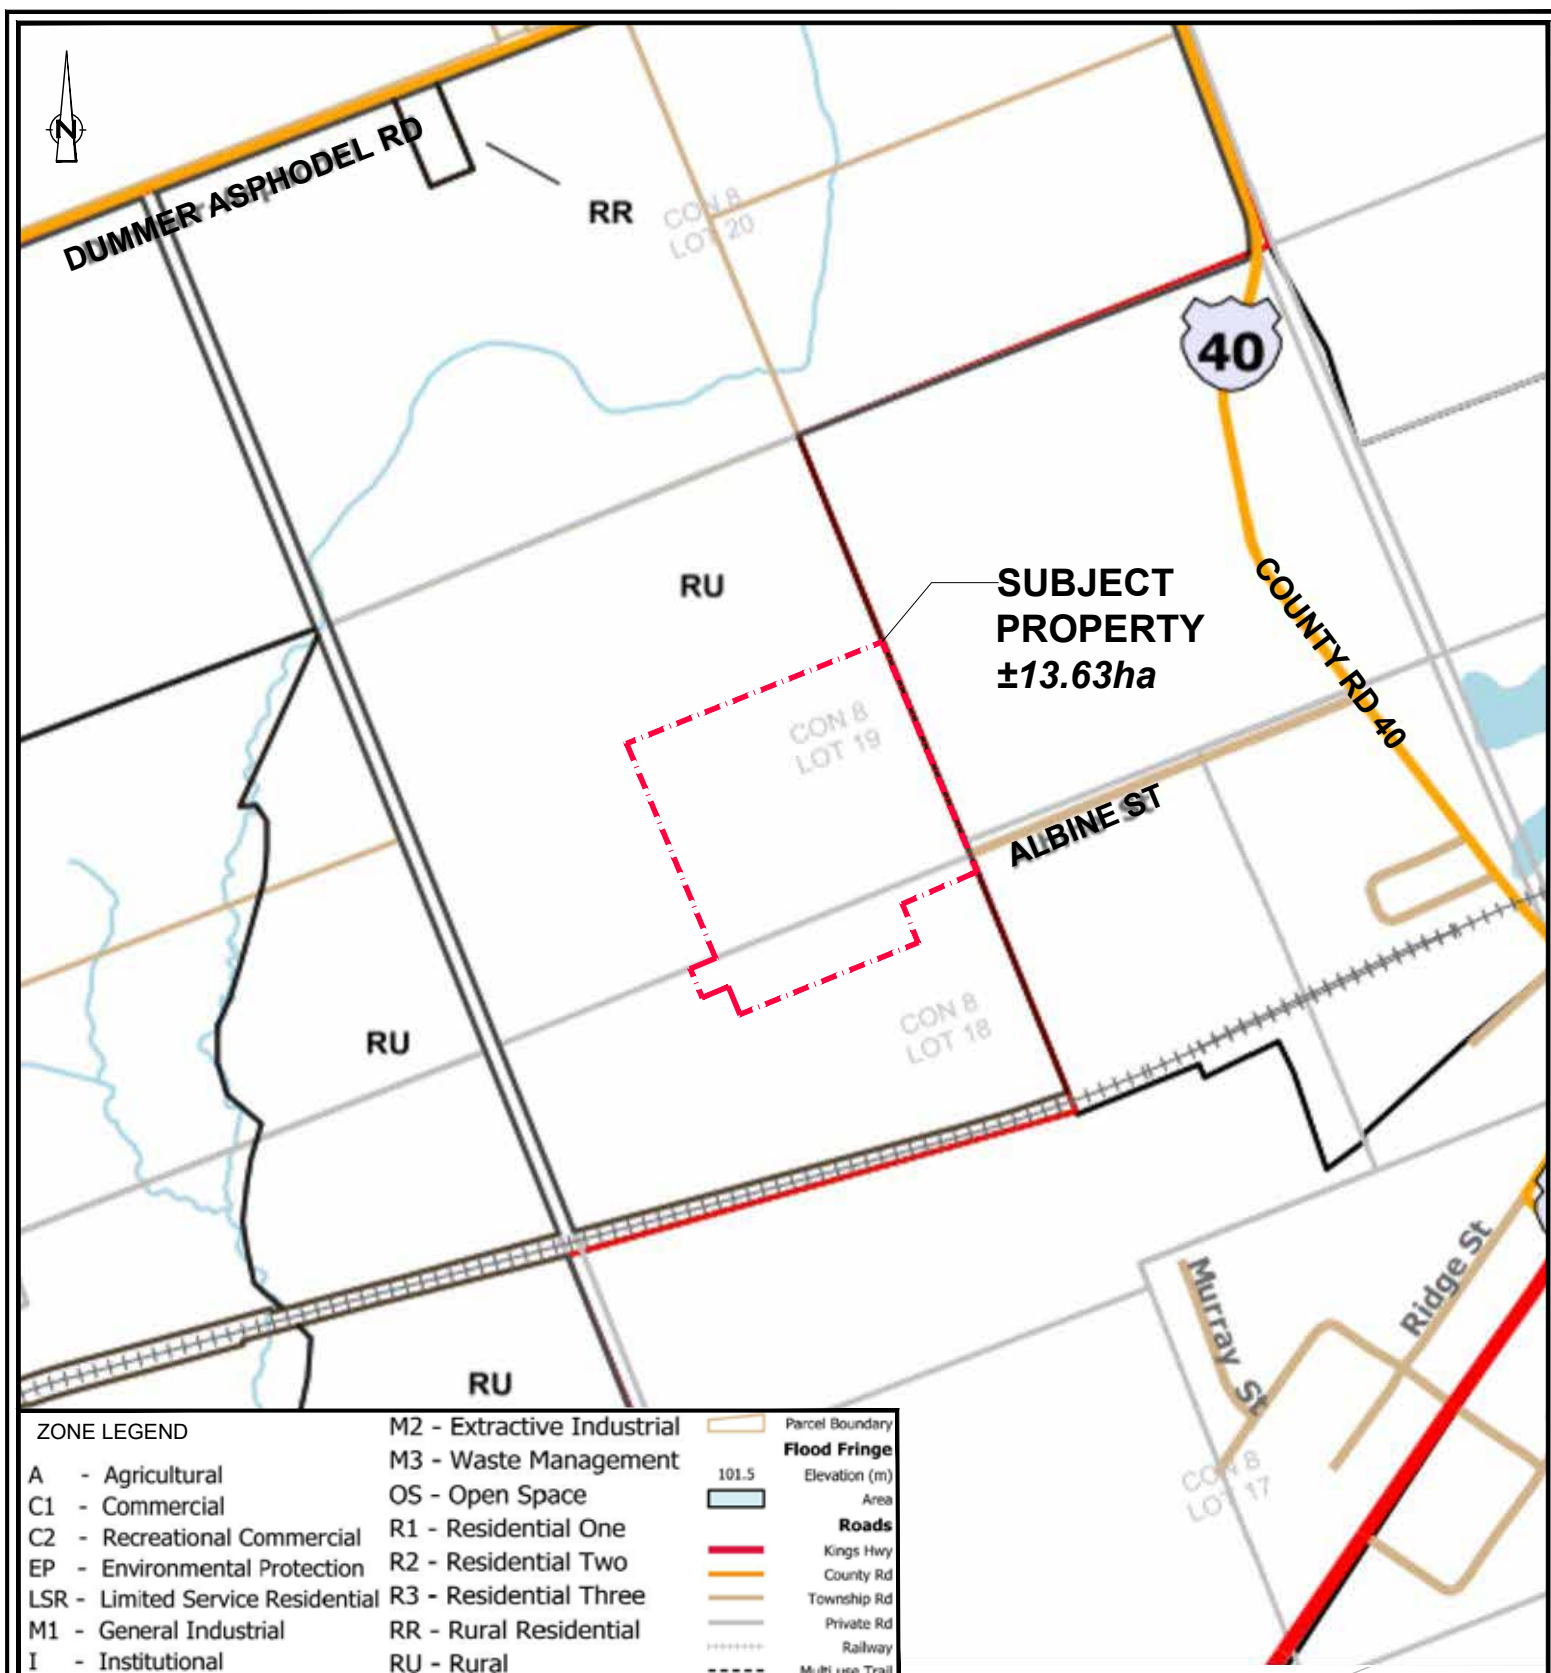 N
DUMMER ASPHODEL RD
RR
CON 8
LOT 20
40
RU
SUBJECT
PROPERTY
±13.63ha
COUNTY RD 40
CON 8
LOT 19
ALBINE ST
RU
CON 8
LOT 18
Murray St
Ridge St
RU
CON 8
LOT 17
ZONE LEGEND
A - Agricultural
C1 - Commercial
C2 - Recreational Commercial
EP - Environmental Protection
LSR - Limited Service Residential
M1 - General Industrial
I - Institutional
M2 - Extractive Industrial
M3 - Waste Management
OS - Open Space
R1 - Residential One
R2 - Residential Two
R3 - Residential Three
RR - Rural Residential
RU - Rural
Parcel Boundary
Flood Fringe
101.5 Elevation (m)
Area
Roads
Kings Hwy
County Rd
Township Rd
Private Rd
Railway
Multi use Trail